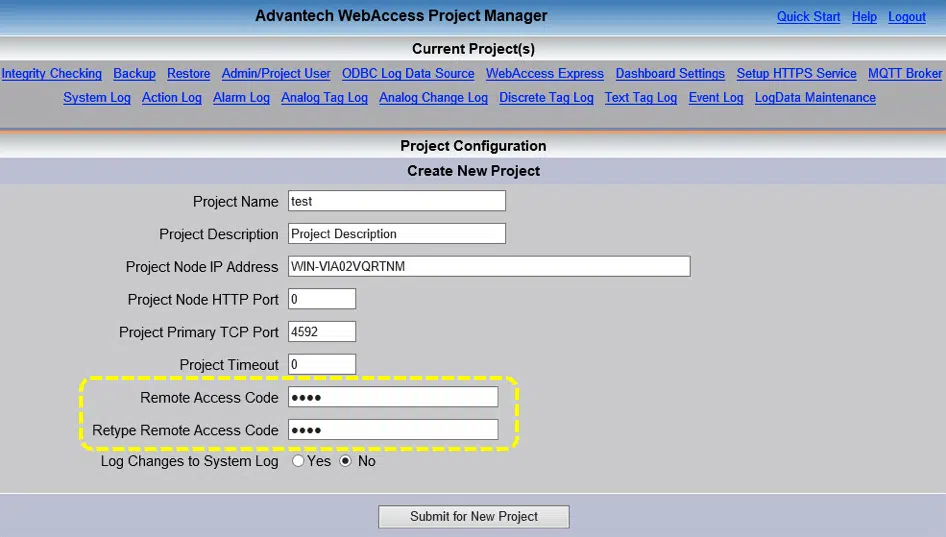 Advantech WebAccess Project Manager
Quick Start Help Logout
Current Project(s)
Integrity Checking Backup Restore Admin/Project User ODBC Log Data Source WebAccess Express Dashboard Settings Setup HTTPS Service MQTT Broker
System Log Action Log Alarm Log Analog Tag Log Analog Change Log Discrete Tag Log Text Tag Log Event Log LogData Maintenance
Project Configuration
Create New Project
Project Name test
Project Description Project Description
Project Node IP Address WIN-VIA02VQRTNM
Project Node HTTP Port 0
Project Primary TCP Port 4592
Project Timeout 0
Remote Access Code ●●●●
Retype Remote Access Code ●●●●
Log Changes to System Log Yes No
Submit for New Project